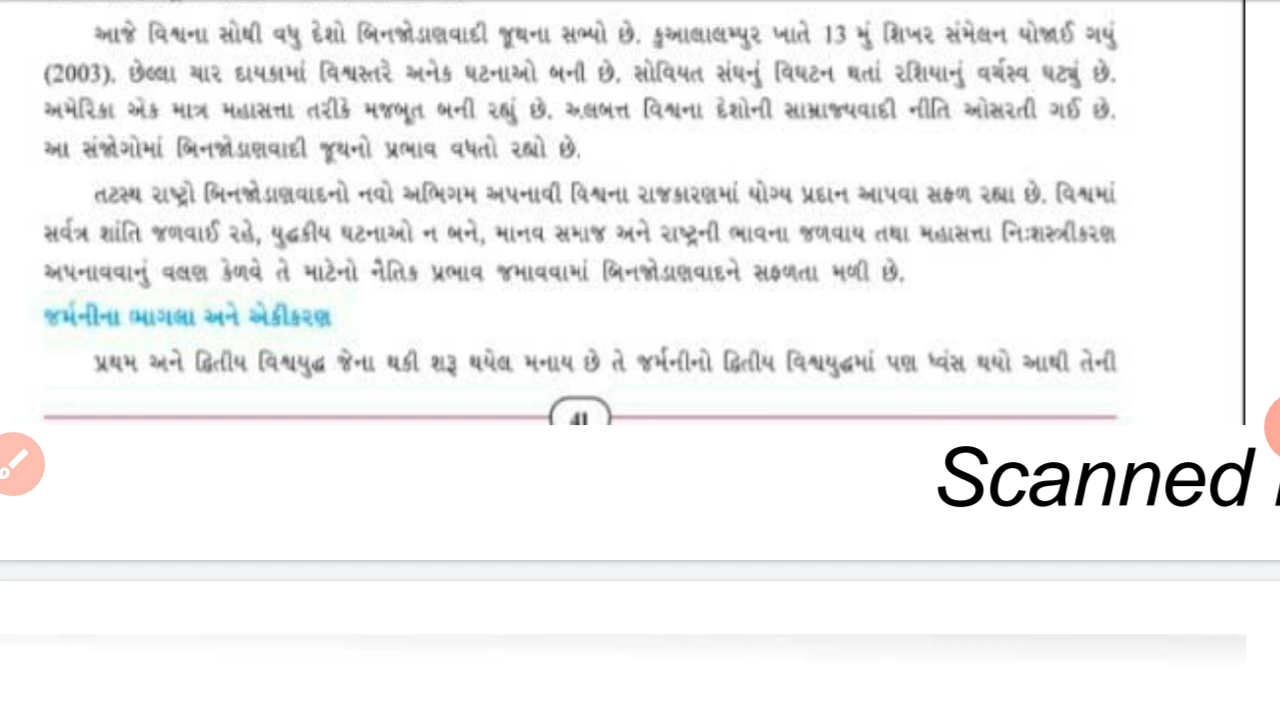 આજે વિશ્વના સૌથી વધુ દેશો બિનજોડાણવાદી જૂથના સભ્યો છે. કુઆલાલમ્પુર ખાતે 13 મું શિખર સંમેલન યોજાઈ ગયું
(2003). છેલ્લા ચાર દાયકામાં વિશ્વસ્તરે અનેક ઘટનાઓ બની છે. સોવિયત સંઘનું વિઘટન થતાં રશિયાનું વર્ચસ્વ ઘટ્યું છે.
અમેરિકા એક માત્ર મહાસત્તા તરીકે મજબૂત બની રહ્યું છે. અલબત્ત વિશ્વના દેશોની સામ્રાજ્યવાદી નીતિ ઓસરતી ગઈ છે.
આ સંજોગોમાં બિનજોડાણવાદી જૂથનો પ્રભાવ વધતો રહ્યો છે.
તટસ્થ રાષ્ટ્રો બિનજોડાણવાદનો નવો અભિગમ અપનાવી વિશ્વના રાજકારણમાં યોગ્ય પ્રદાન આપવા સફળ રહ્યા છે. વિશ્વમાં
સર્વત્ર શાંતિ જળવાઈ રહે, યુદ્ધકીય ઘટનાઓ ન બને, માનવ સમાજ અને રાષ્ટ્રની ભાવના જળવાય તથા મહાસત્તા નિઃશસ્ત્રીકરણ
અપનાવવાનું વલણ કેળવે તે માટેનો નૈતિક પ્રભાવ જમાવવામાં બિનજોડાણવાદને સફળતા મળી છે.
જર્મનીના ભાગલા અને એકીકરણ
પ્રથમ અને દ્વિતીય વિશ્વયુદ્ધ જેના થકી શરૂ થયેલ મનાય છે તે જર્મનીનો દ્વિતીય વિશ્વયુદ્ધમાં પણ ધ્વંસ થયો આથી તેની
41
Scanned